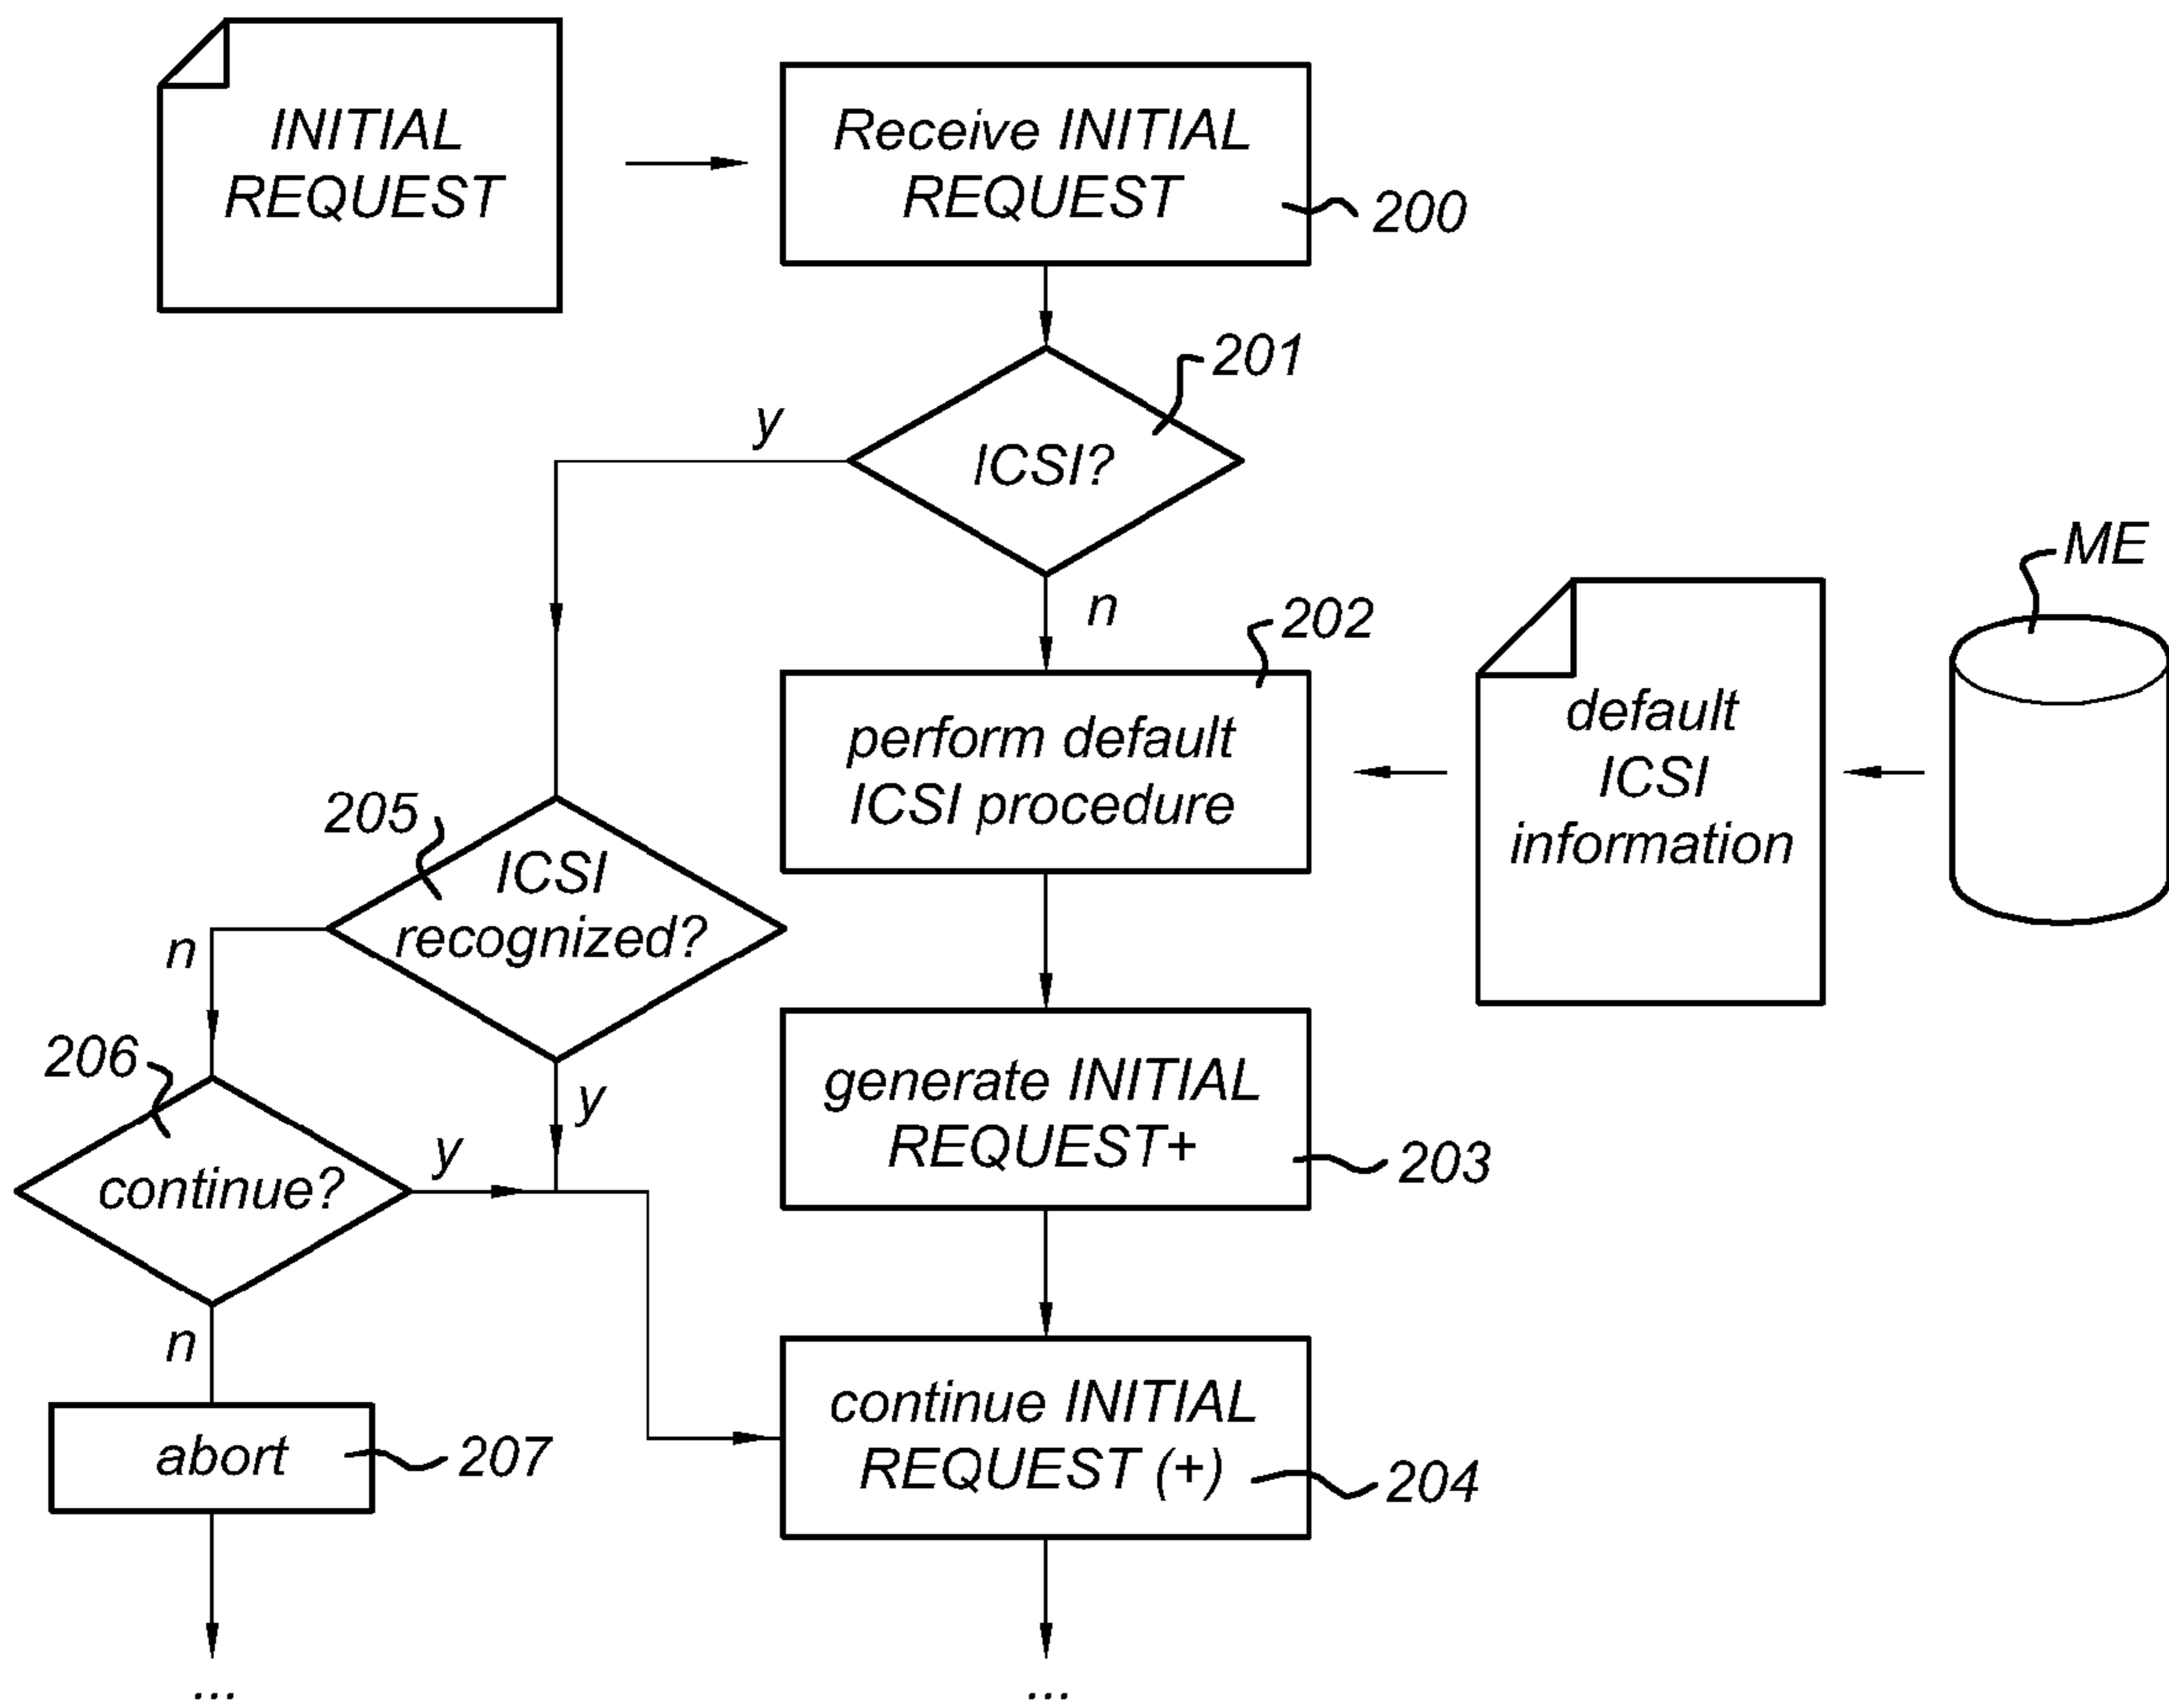 INITIAL
REQUEST
Receive INITIAL
REQUEST
200
201
y
ICSI?
n
202
ME
perform default
ICSI procedure
default
ICSI
information
205
ICSI
recognized?
n
y
206
continue?
y
generate INITIAL
REQUEST+
203
n
abort
207
continue INITIAL
REQUEST (+)
204
...
...